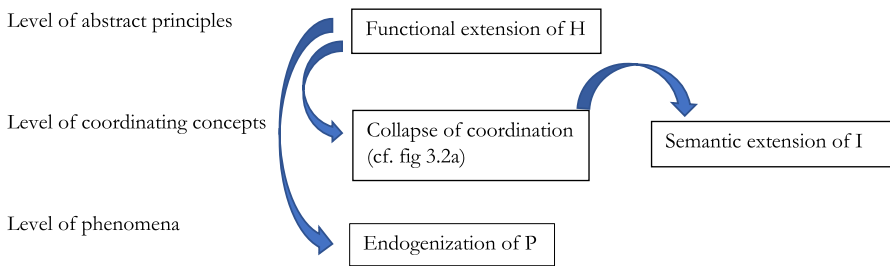 Level of abstract principles
Functional extension of H
Level of coordinating concepts
Collapse of coordination
(cf. fig 3.2a)
Semantic extension of I
Level of phenomena
Endogenization of P